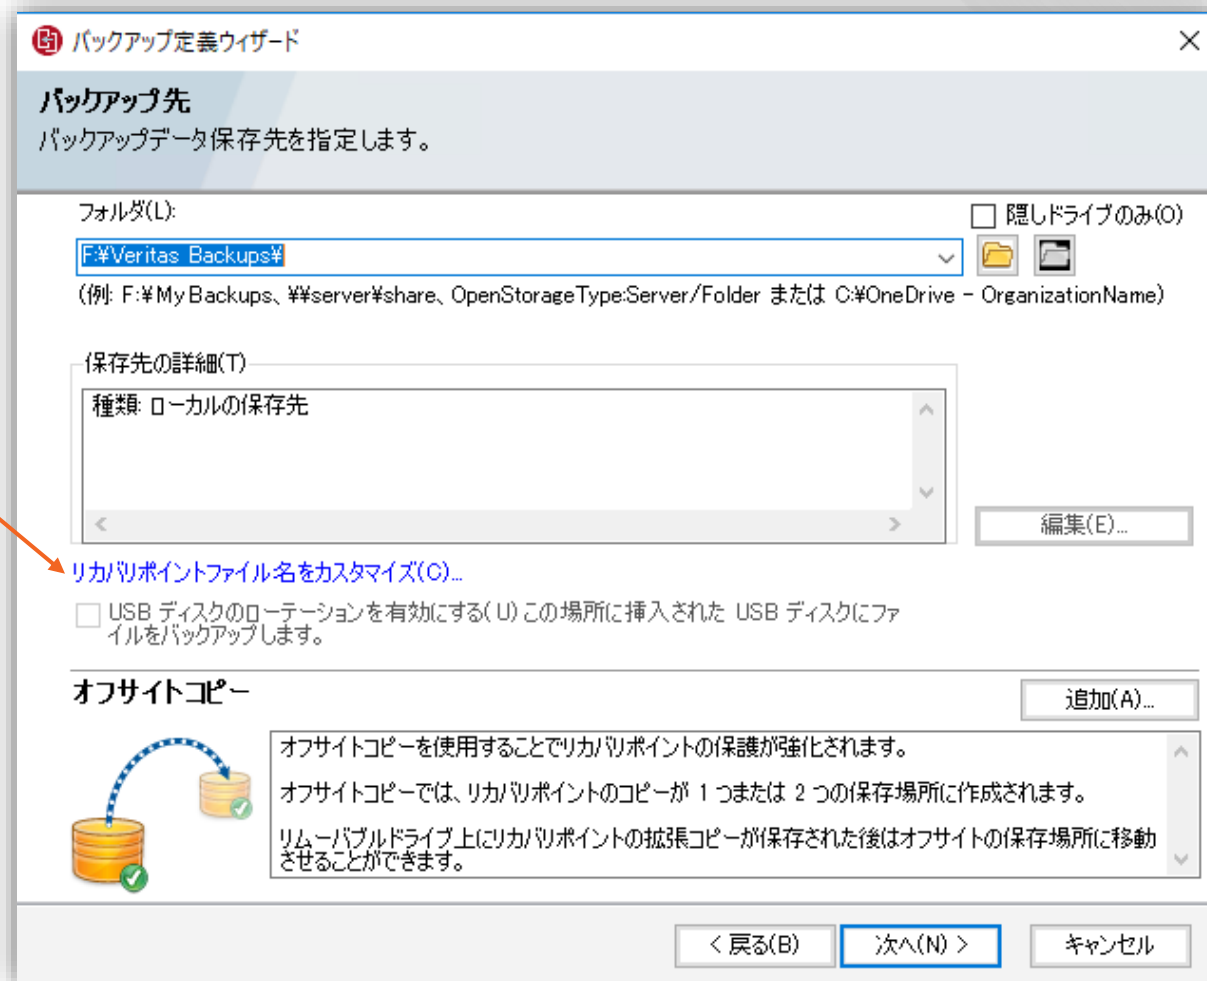 バックアップ定義ウィザード
バックアップ先
バックアップデータ保存先を指定します。
フォルダ(L):
隠しドライブのみ(O)
F:¥Veritas Backups¥
(例: F:¥My Backups、¥¥server¥share、OpenStorageType:Server/Folder または C:¥OneDrive - OrganizationName)
保存先の詳細(T)
種類: ローカルの保存先
編集(E)...
リカバリポイントファイル名をカスタマイズ(C)...
USB ディスクのローテーションを有効にする(U)この場所に挿入された USB ディスクにファ
イルをバックアップします。
オフサイトコピー
追加(A)...
オフサイトコピーを使用することでリカバリポイントの保護が強化されます。
オフサイトコピーでは、リカバリポイントのコピーが 1 つまたは 2 つの保存場所に作成されます。
リムーバブルドライブ上にリカバリポイントの拡張コピーが保存された後はオフサイトの保存場所に移動
させることができます。
< 戻る(B)
次へ(N) >
キャンセル